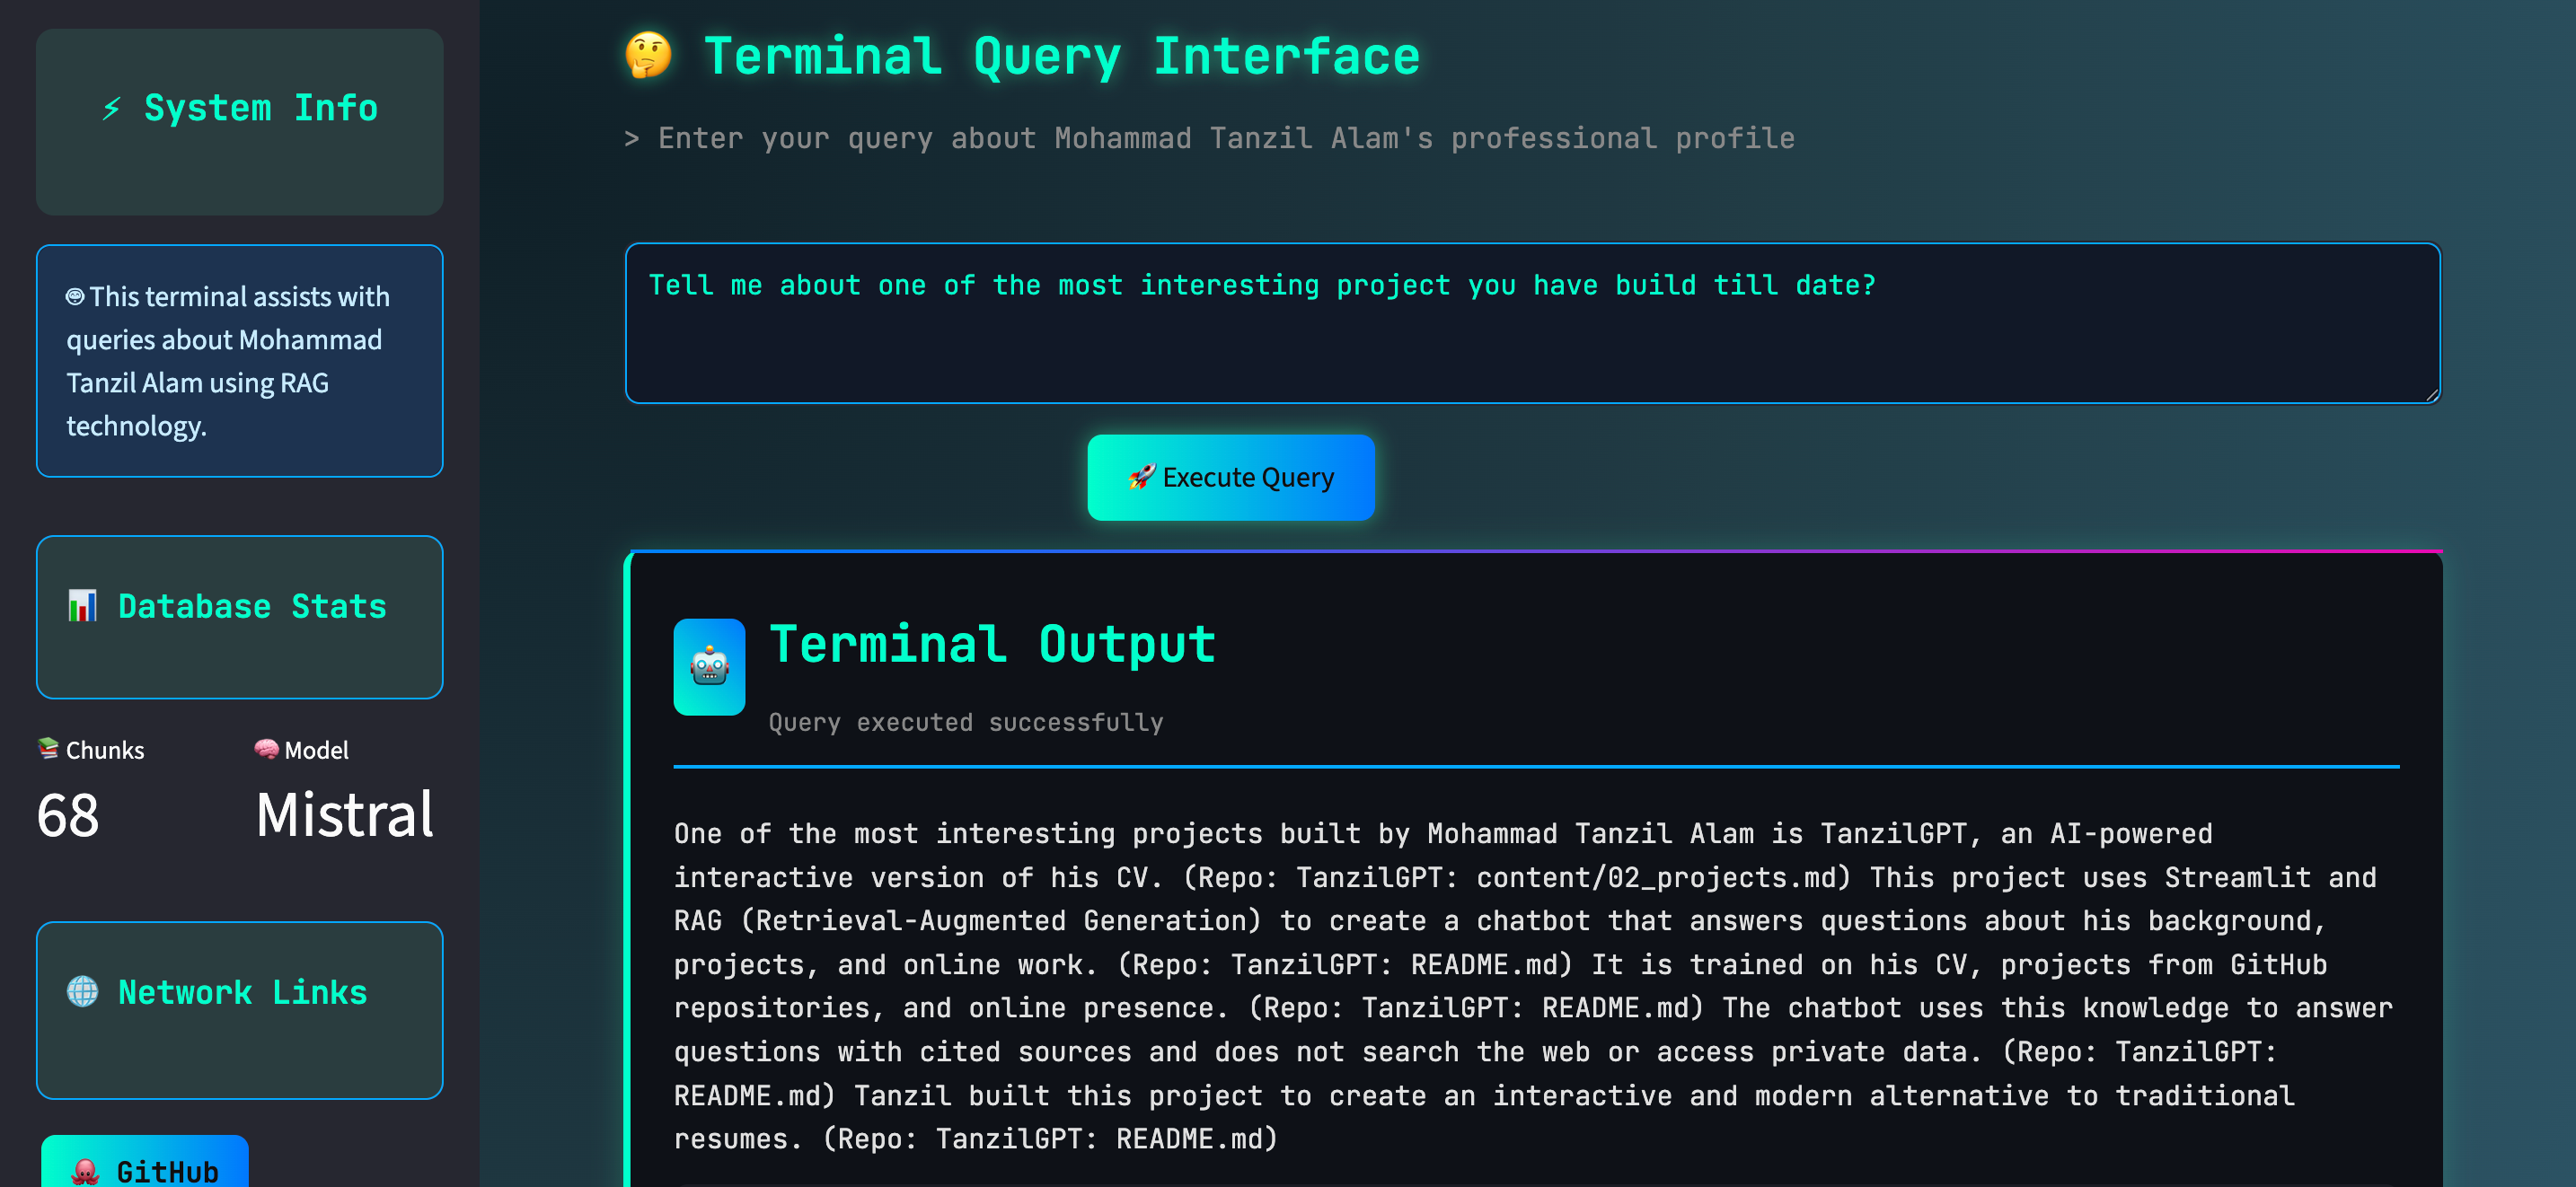 ⚡ System Info
This terminal assists with
queries about Mohammad
Tanzil Alam using RAG
technology.
📊 Database Stats
📚 Chunks
68
🧠 Model
Mistral
🌐 Network Links
🐙 GitHub
🤔 Terminal Query Interface
> Enter your query about Mohammad Tanzil Alam's professional profile
Tell me about one of the most interesting project you have build till date?
🚀 Execute Query
🤖 Terminal Output
Query executed successfully
One of the most interesting projects built by Mohammad Tanzil Alam is TanzilGPT, an AI-powered
interactive version of his CV. (Repo: TanzilGPT: content/02_projects.md) This project uses Streamlit and
RAG (Retrieval-Augmented Generation) to create a chatbot that answers questions about his background,
projects, and online work. (Repo: TanzilGPT: README.md) It is trained on his CV, projects from GitHub
repositories, and online presence. (Repo: TanzilGPT: README.md) The chatbot uses this knowledge to answer
questions with cited sources and does not search the web or access private data. (Repo: TanzilGPT:
README.md) Tanzil built this project to create an interactive and modern alternative to traditional
resumes. (Repo: TanzilGPT: README.md)